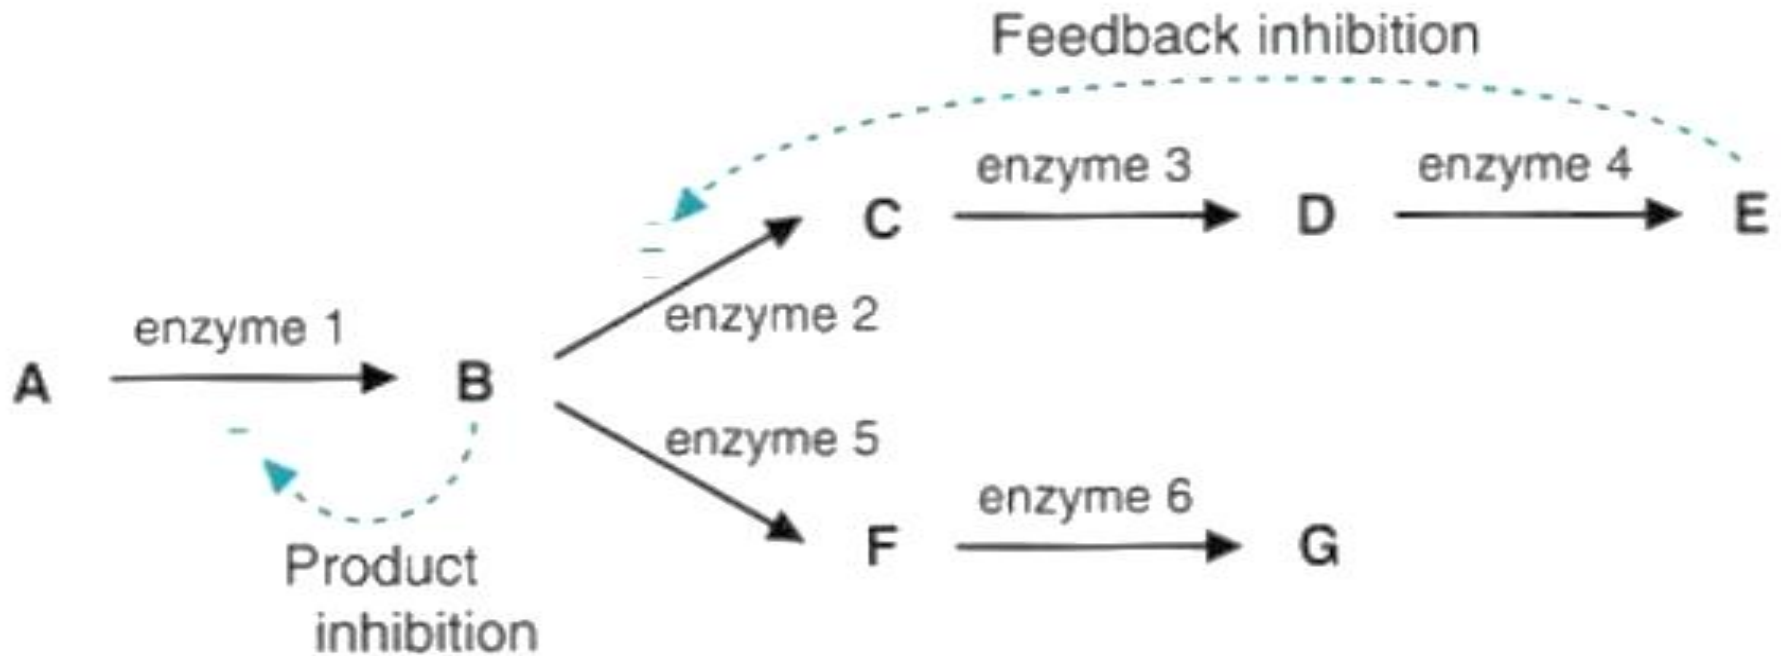 Feedback inhibition
enzyme 3
enzyme 4
C
D
E
enzyme 2
enzyme 1
A
B
enzyme 5
enzyme 6
F
G
Product
inhibition